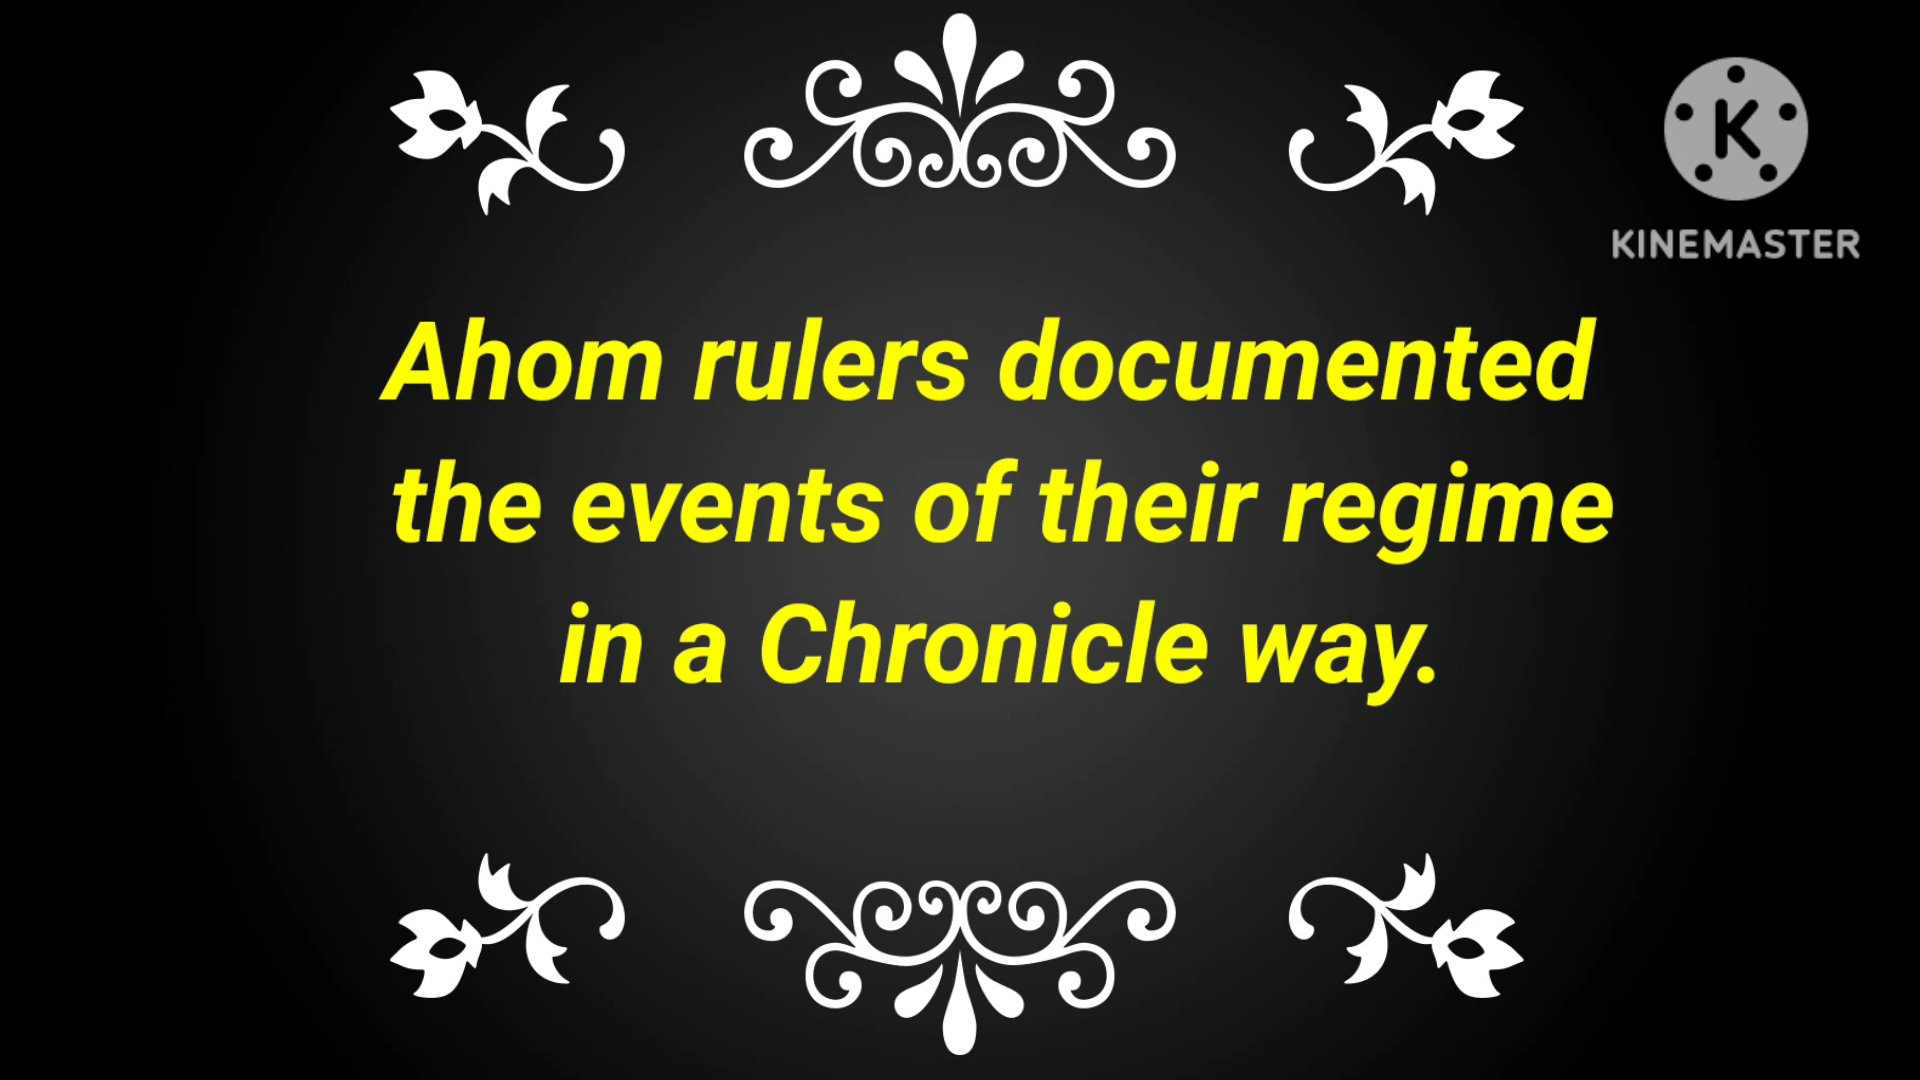 K
KINEMASTER
Ahom rulers documented
the events of their regime
in a Chronicle way.